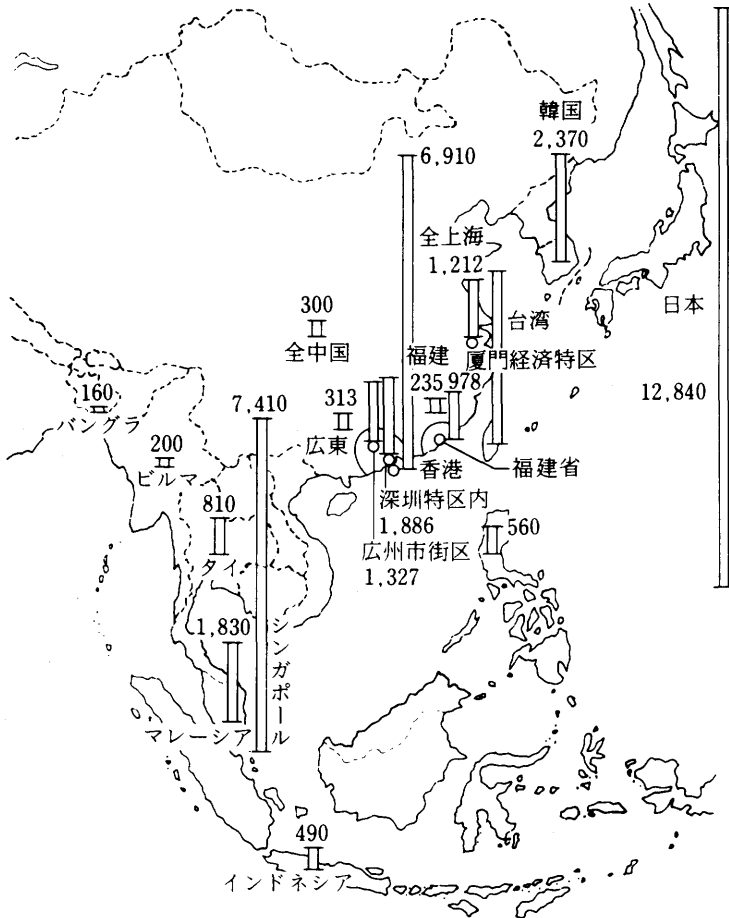 韓国
2,370
6,910
全上海
1,212
300
全中国
台湾
日本
福建
厦門経済特区
235
978
12,840
160
バングラ
7,410
313
広東
200
ビルマ
香港
福建省
深圳特区内
1,886
810
タイ
560
広州市街区
1,327
1,830
シンガポール
マレーシア
490
インドネシア